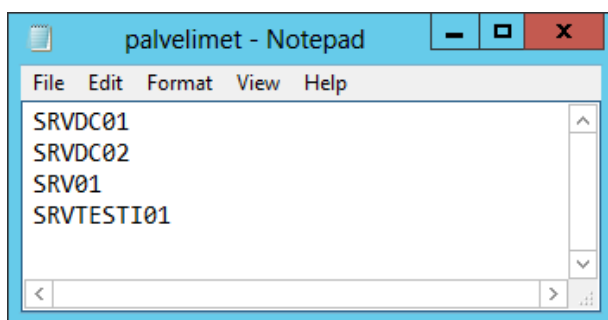 palvelimet - Notepad
File Edit Format View Help
SRVDC01
SRVDC02
SRV01
SRVTESTI01